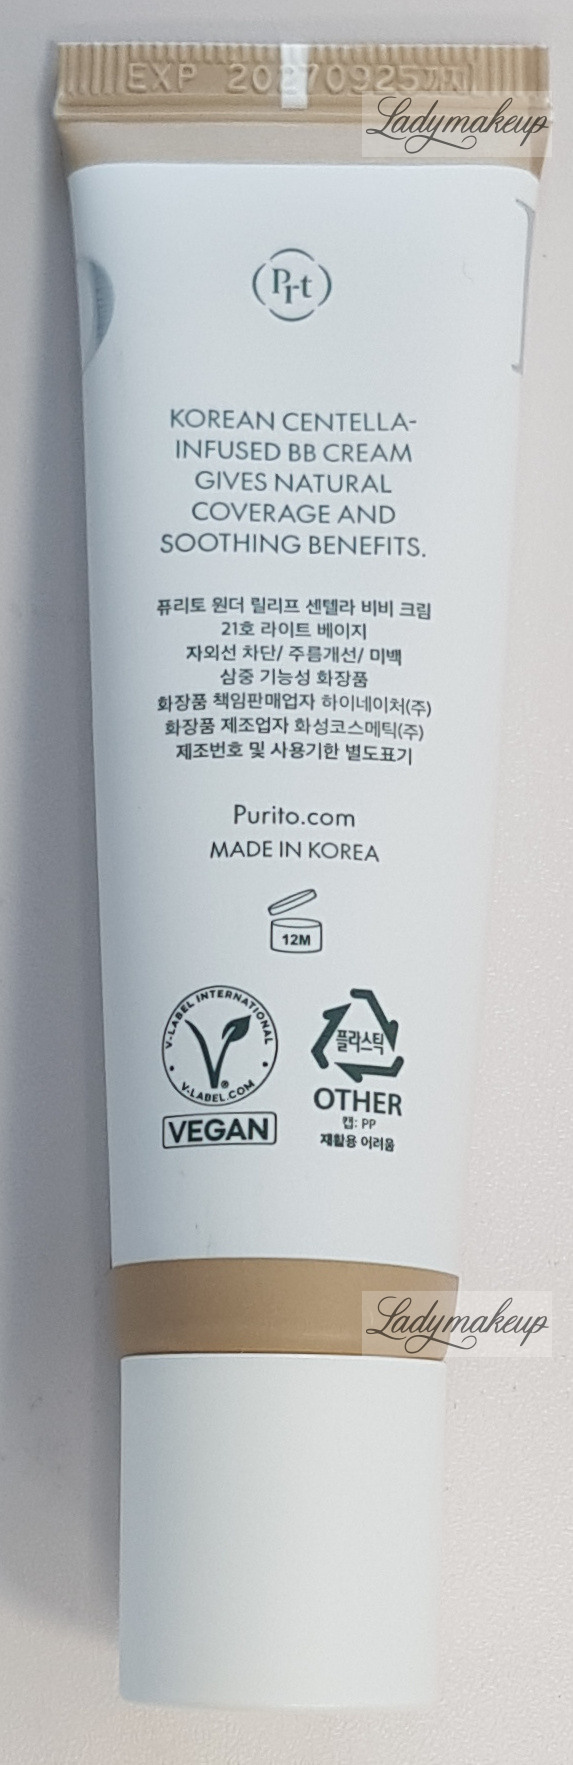 EXP 20270925까지
Ladymakeup
Prt
KOREAN CENTELLA-
INFUSED BB CREAM
GIVES NATURAL
COVERAGE AND
SOOTHING BENEFITS.
퓨리토 원더 릴리프 센텔라 비비 크림
21호 라이트 베이지
자외선 차단/ 주름개선/ 미백
삼중 기능성 화장품
화장품 책임판매업자 하이네이처(주)
화장품 제조업자 화성코스메틱(주)
제조번호 및 사용기한 별도표기
Purito.com
MADE IN KOREA
12M
V-LABEL INTERNATIONAL
V-LABEL.COM
®
VEGAN
플라스틱
OTHER
캡: PP
재활용 어려움
Ladymakeup